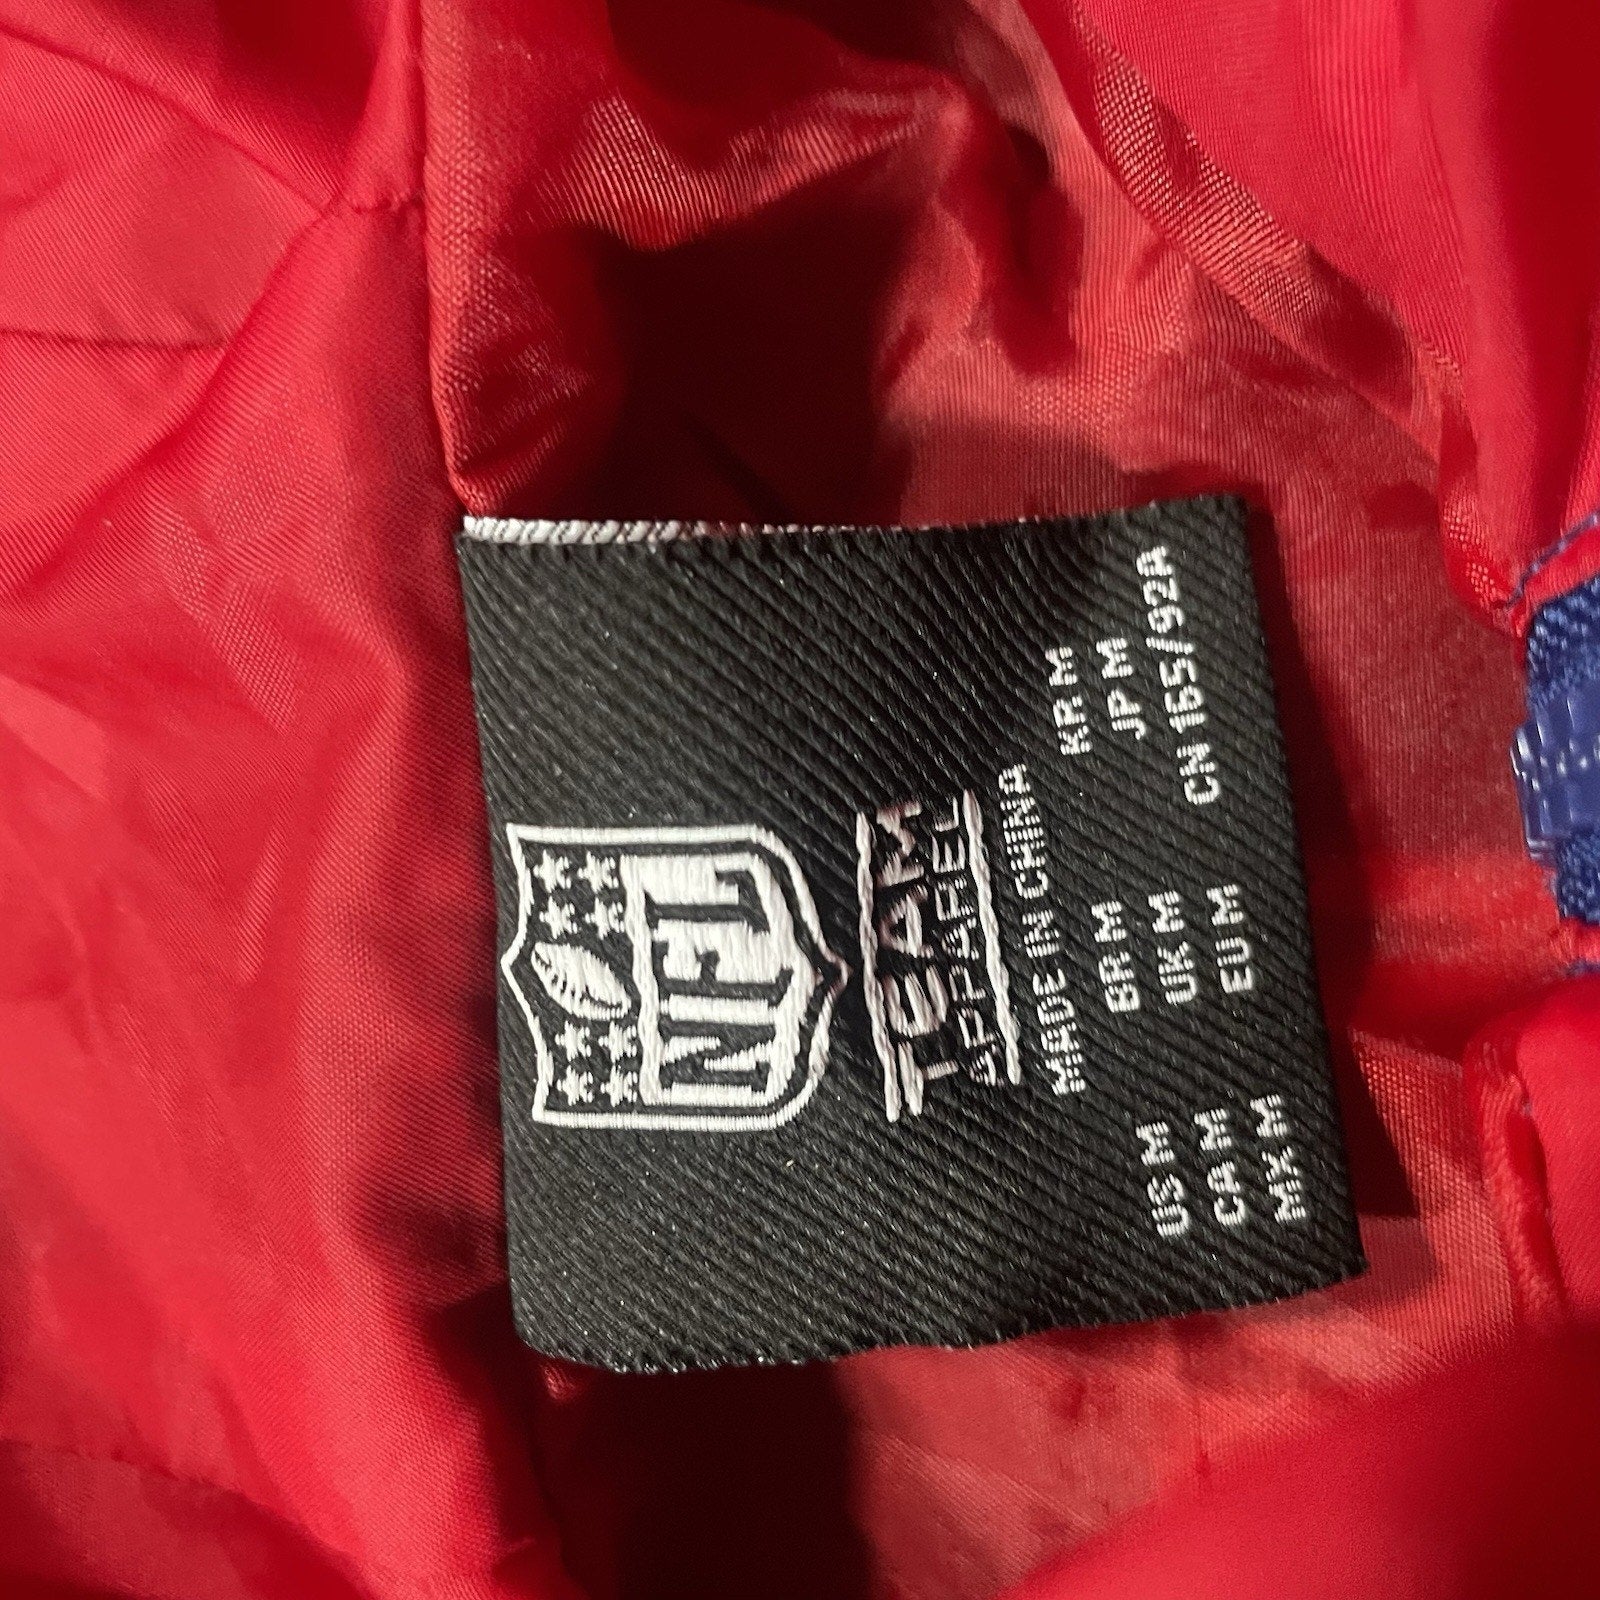 NFL
TEAM
APPAREL
MADE IN CHINA
US M BR M KR M
CA M UK M JP M
MX M EU M CN 165/92A